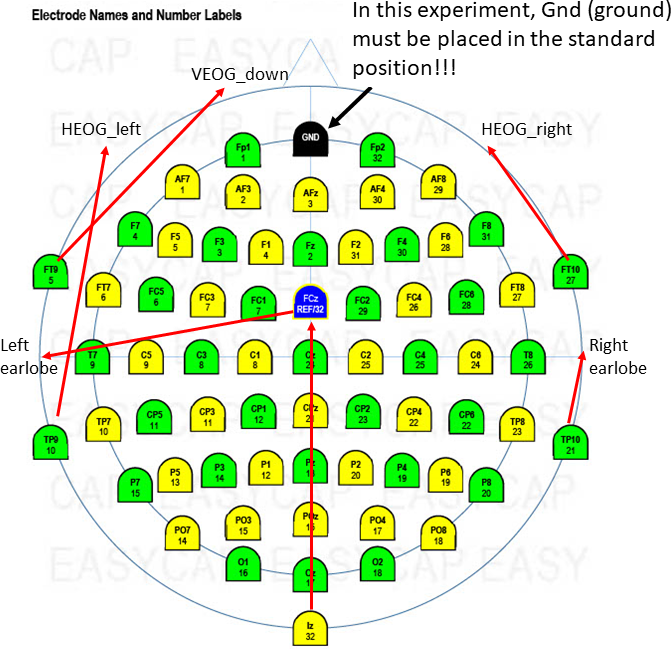 Electrode Names and Number Labels
In this experiment, Gnd (ground)
must be placed in the standard
position!!!
CAP EASYCAP
VEOG_down
HEOG_left
HEOG_right
EASYCAP EASYCAP EASY
GND
Fp1
1
Fp2
32
AF7
1
AF3
2
AFz
3
AF4
30
AF8
29
F7
4
F5
5
F3
3
F1
4
Fz
2
F2
31
F4
30
F6
28
F8
31
FT9
5
FT7
6
FC5
6
FC3
7
FC1
7
FCz
REF/32
FC2
29
FC4
26
FC6
28
FT8
27
FT10
27
Left
earlobe
T7
9
C5
9
C3
8
C1
8
Cz
C2
25
C4
25
C6
24
T8
26
Right
earlobe
TP9
10
TP7
10
CP5
11
CP3
11
CP1
12
CP2
23
CP4
22
CP6
22
TP8
23
TP10
21
P7
15
P5
13
P3
14
P1
12
Pz
P2
20
P4
19
P6
19
P8
20
PO7
14
PO3
15
POz
PO4
17
PO8
18
O1
16
Oz
O2
18
EASYCAP EASYCAP EASY
Iz
32